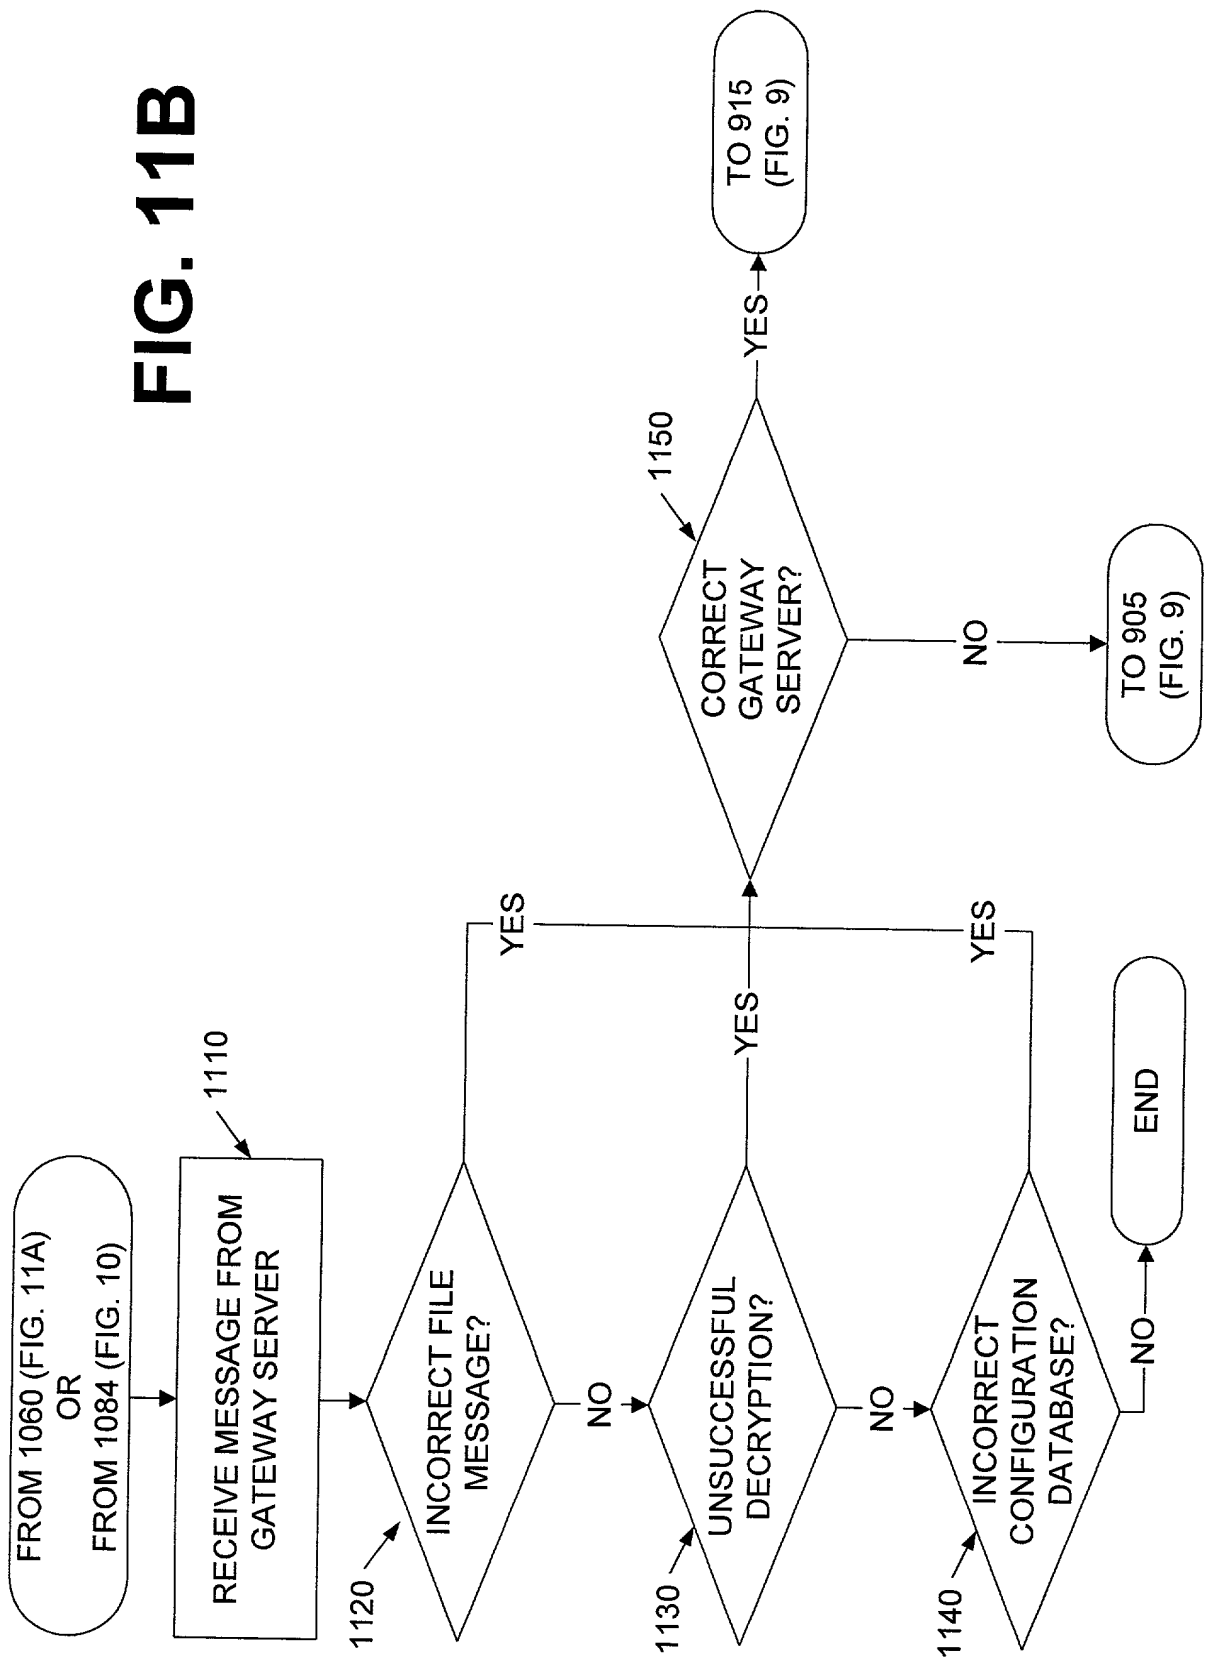 FIG. 11B
FROM 1060 (FIG. 11A)
OR
FROM 1084 (FIG. 10)
1110
RECEIVE MESSAGE FROM
GATEWAY SERVER
1120
INCORRECT FILE
MESSAGE?
YES
NO
1130
UNSUCCESSFUL
DECRYPTION?
YES
NO
1140
INCORRECT
CONFIGURATION
DATABASE?
YES
NO
END
1150
CORRECT
GATEWAY
SERVER?
YES
TO 915
(FIG. 9)
NO
TO 905
(FIG. 9)